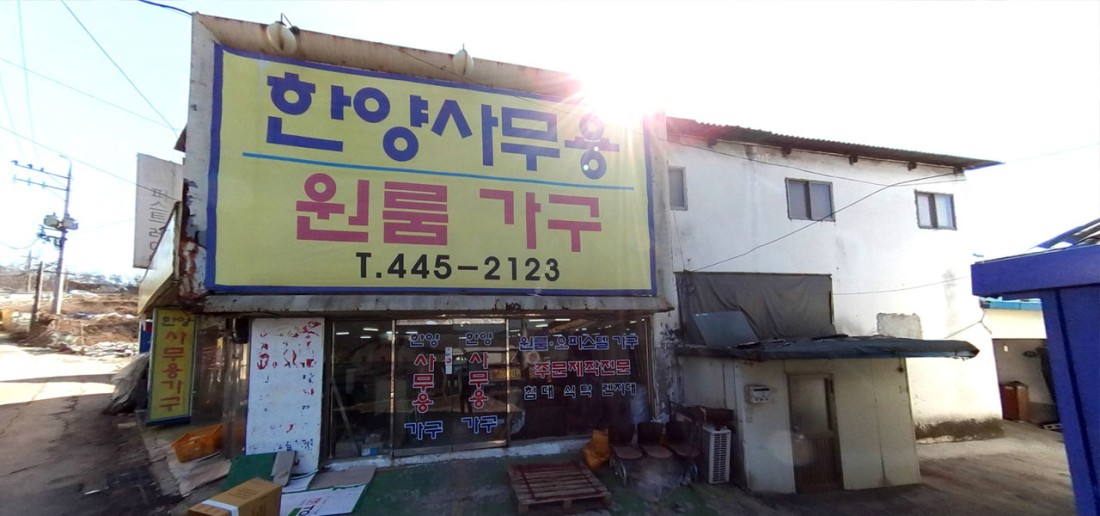 한양사무용
원룸 가구
T.445-2123
한양
사무용가구
한양
사무용
가구
한양
사무용
가구
원룸.오피스텔 가구
주문제작전문
침대 식탁 렌지대